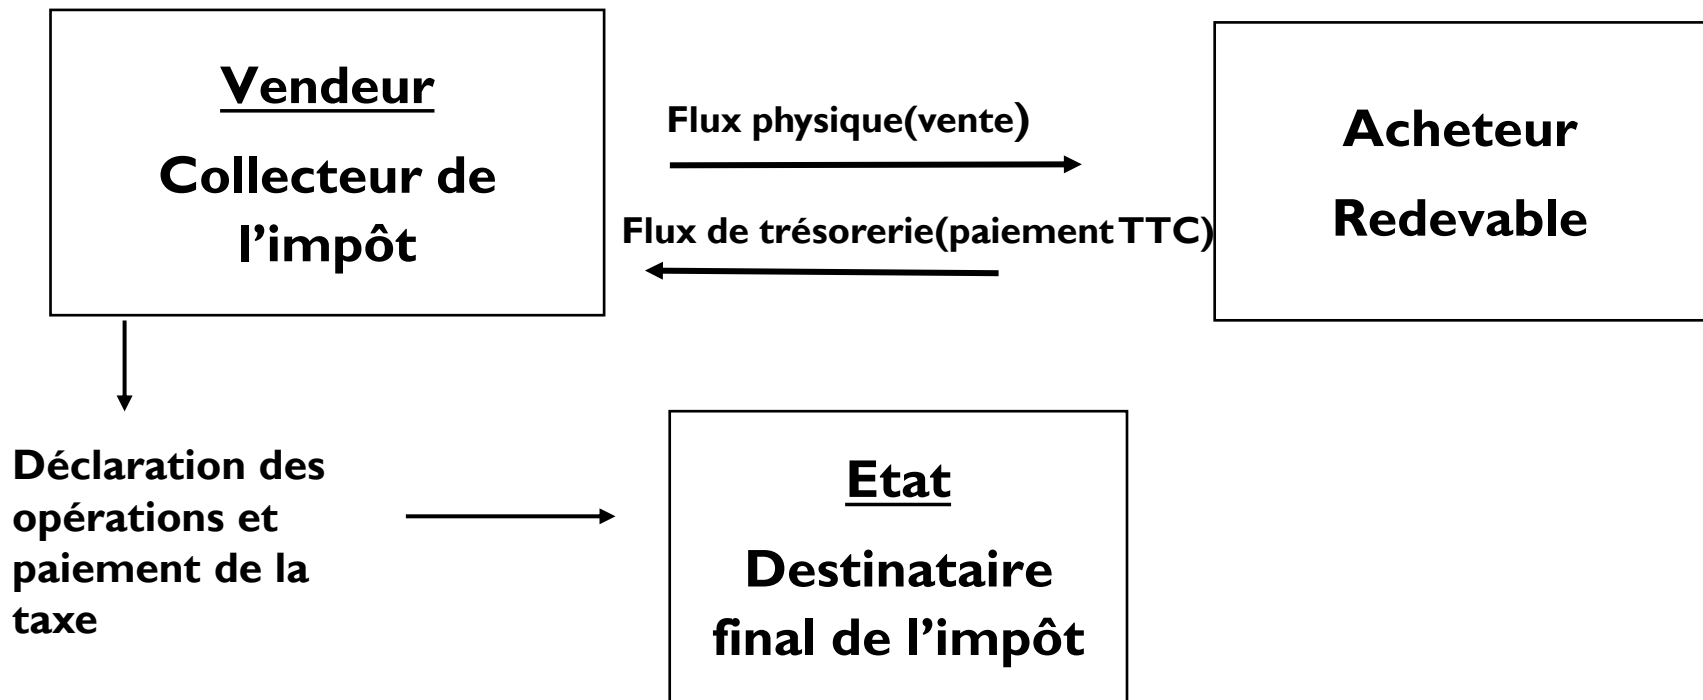 Vendeur
Collecteur de
l'impôt
Flux physique(vente)
Flux de trésorerie(paiement TTC)
Acheteur
Redevable
Déclaration des
opérations et
paiement de la
taxe
Etat
Destinataire
final de l'impôt